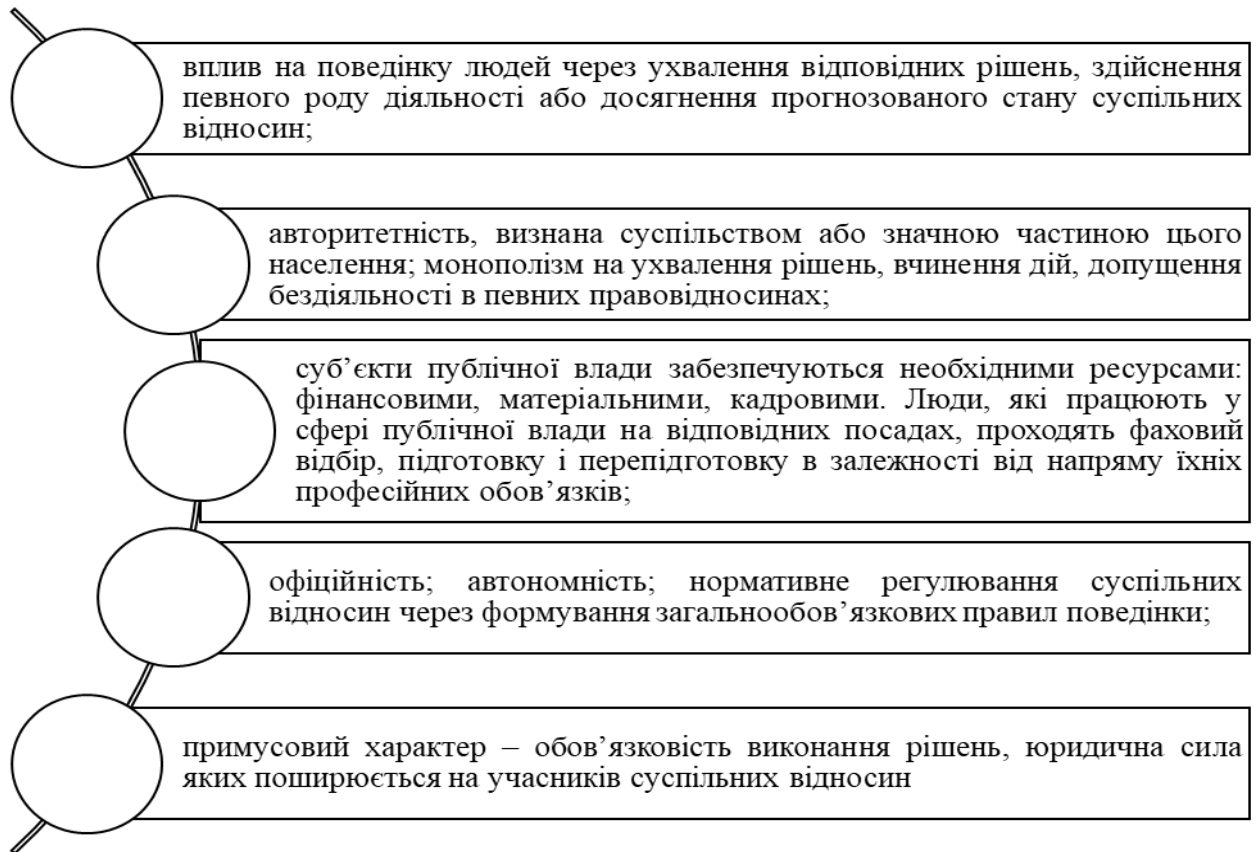 вплив на поведінку людей через ухвалення відповідних рішень, здійснення
певного роду діяльності або досягнення прогнозованого стану суспільних
відносин;
авторитетність, визнана суспільством або значною частиною цього
населення; монополізм на ухвалення рішень, вчинення дій, допущення
бездіяльності в певних правовідносинах;
суб’єкти публічної влади забезпечуються необхідними ресурсами:
фінансовими, матеріальними, кадровими. Люди, які працюють у
сфері публічної влади на відповідних посадах, проходять фаховий
відбір, підготовку і перепідготовку в залежності від напряму їхніх
професійних обов’язків;
офіційність; автономність; нормативне регулювання суспільних
відносин через формування загальнообов’язкових правил поведінки;
примусовий характер – обов’язковість виконання рішень, юридична сила
яких поширюється на учасників суспільних відносин